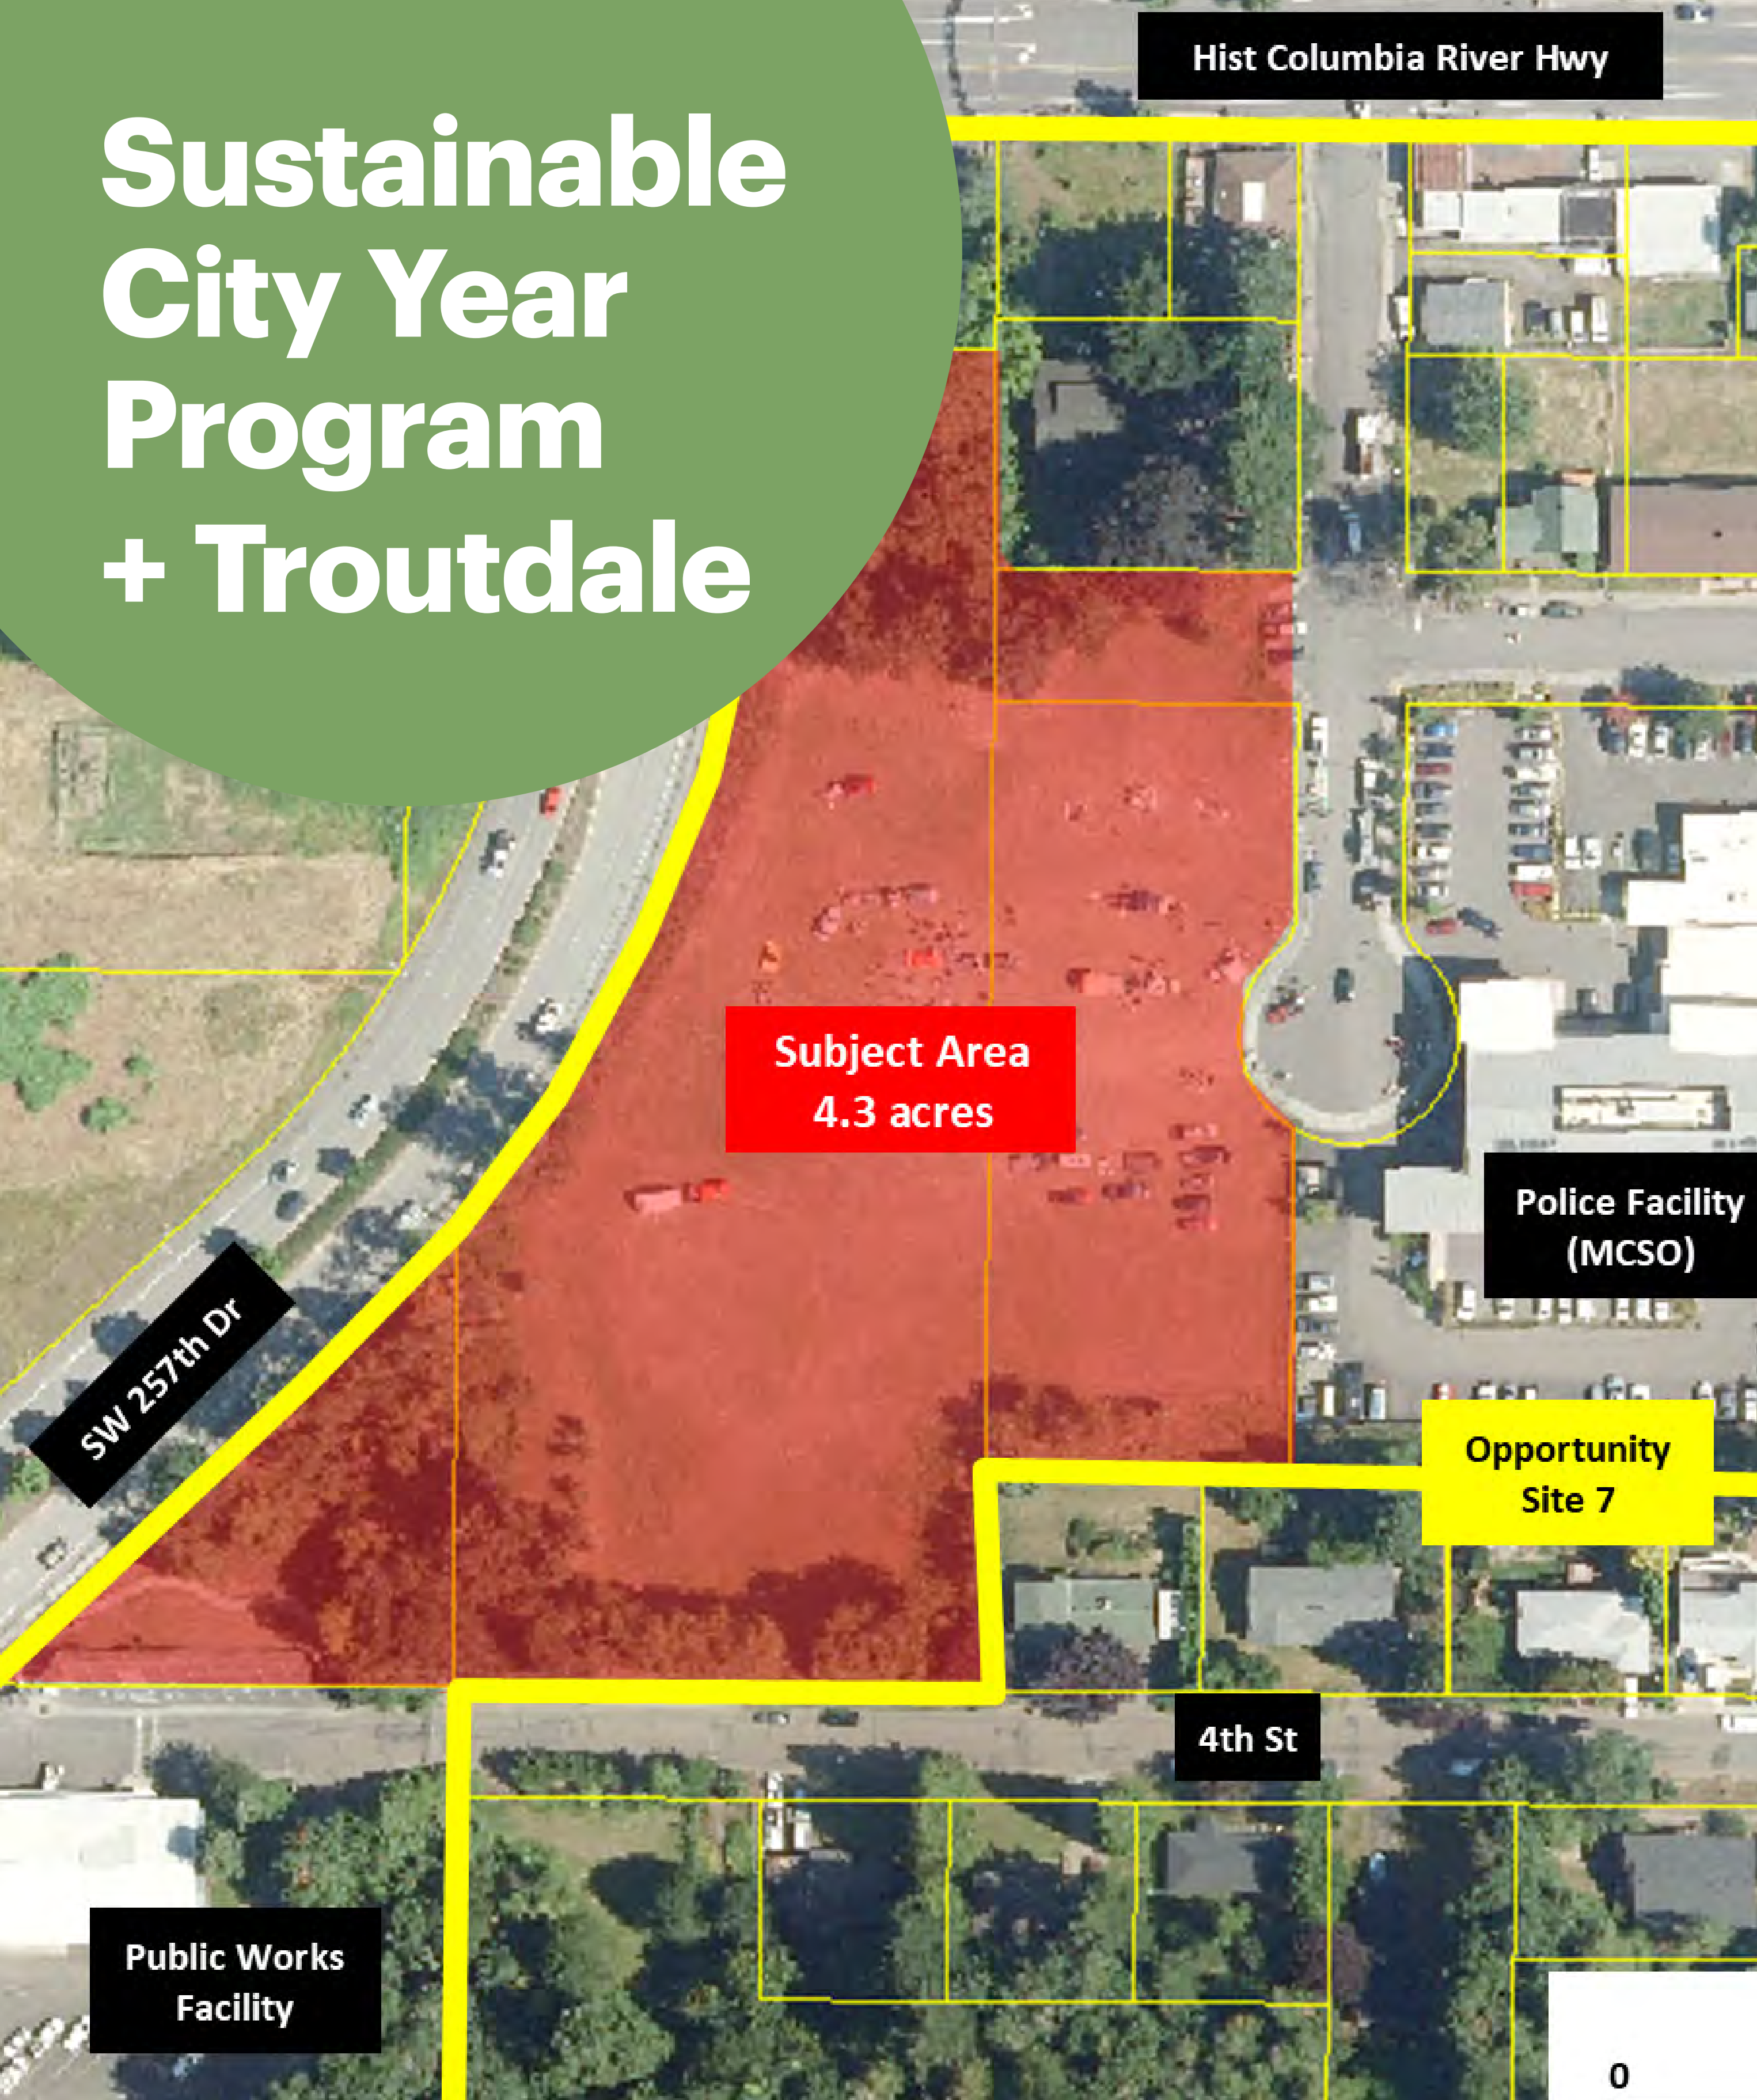 Sustainable
City Year
Program
+ Troutdale
Hist Columbia River Hwy
Subject Area
4.3 acres
Police Facility
(MCSO)
SW 257th Dr
Opportunity
Site 7
4th St
Public Works
Facility
0